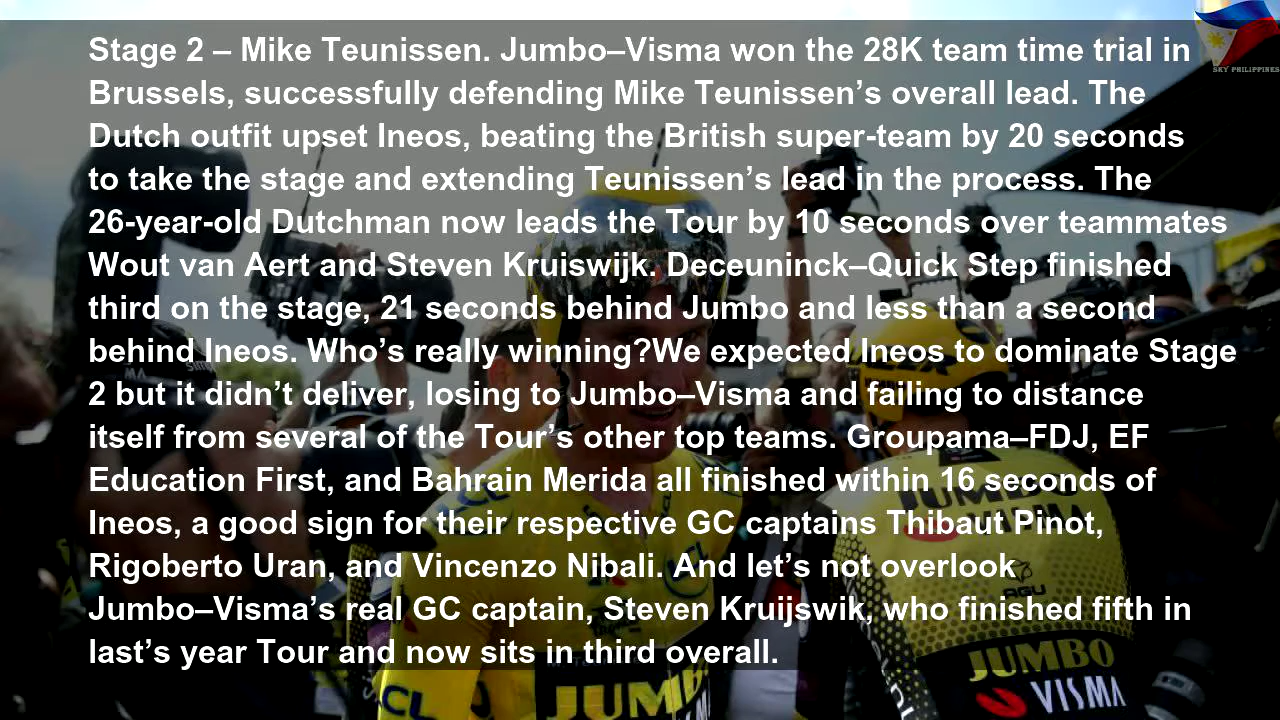 Stage 2 – Mike Teunissen. Jumbo–Visma won the 28K team time trial in
Brussels, successfully defending Mike Teunissen’s overall lead. The
Dutch outfit upset Ineos, beating the British super-team by 20 seconds
to take the stage and extending Teunissen’s lead in the process. The
26-year-old Dutchman now leads the Tour by 10 seconds over teammates
Wout van Aert and Steven Kruiswijk. Deceuninck–Quick Step finished
third on the stage, 21 seconds behind Jumbo and less than a second
behind Ineos. Who’s really winning?We expected Ineos to dominate Stage
2 but it didn’t deliver, losing to Jumbo–Visma and failing to distance
itself from several of the Tour’s other top teams. Groupama–FDJ, EF
Education First, and Bahrain Merida all finished within 16 seconds of
Ineos, a good sign for their respective GC captains Thibaut Pinot,
Rigoberto Uran, and Vincenzo Nibali. And let’s not overlook
Jumbo–Visma’s real GC captain, Steven Kruijswik, who finished fifth in
last’s year Tour and now sits in third overall.
SKY PHILIPPINES
JUMBO
AGU
JUMBO
VISMA
CL
JUMB